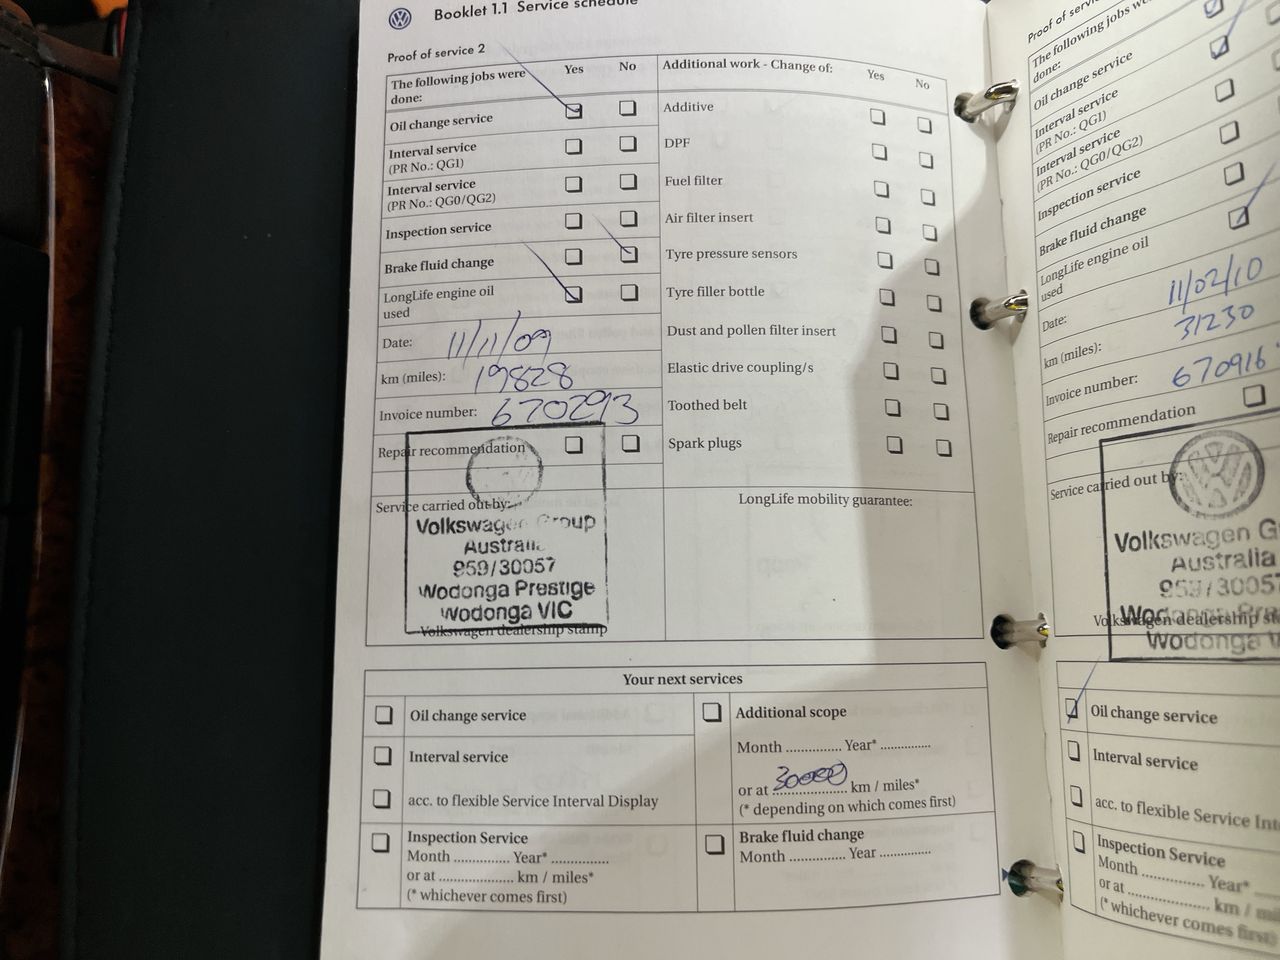 Booklet 1.1 Service schedule
Proof of service 2
The following jobs were done: Yes No
Oil change service
Interval service
(PR No.: QG1)
Interval service
(PR No.: QG0/QG2)
Inspection service
Brake fluid change
LongLife engine oil
used
Date: 11/11/09
km (miles): 19828
Invoice number: 670293
Repair recommendation
Service carried out by:
Volkswagen Group
Australia
959/30057
Wodonga Prestige
Wodonga VIC
Volkswagen dealership stamp
Additional work - Change of: Yes No
Additive
DPF
Fuel filter
Air filter insert
Tyre pressure sensors
Tyre filler bottle
Dust and pollen filter insert
Elastic drive coupling/s
Toothed belt
Spark plugs
LongLife mobility guarantee:
Your next services
Oil change service
Interval service
acc. to flexible Service Interval Display
Inspection Service
Month .............. Year* ..............
or at ................... km / miles*
(* whichever comes first)
Additional scope
Month .............. Year* ..............
or at 30000 km / miles*
(* depending on which comes first)
Brake fluid change
Month .............. Year ..............
Proof of
The following jobs
done:
Oil change service
Interval service
(PR No.: QG1)
Interval service
(PR No.: QG0/QG2)
Inspection service
Brake fluid change
LongLife engine oil
used
Date: 11/02/10
km (miles): 31230
Invoice number: 670916
Repair recommendation
Service carried out by:
Volkswagen G
Australia
959/30057
Wodonga
Wodonga
Volkswagen dealership
Oil change service
Interval service
acc. to flexible Service
Inspection Service
Month .............. Year*
or at ...................
(* whichever comes first)